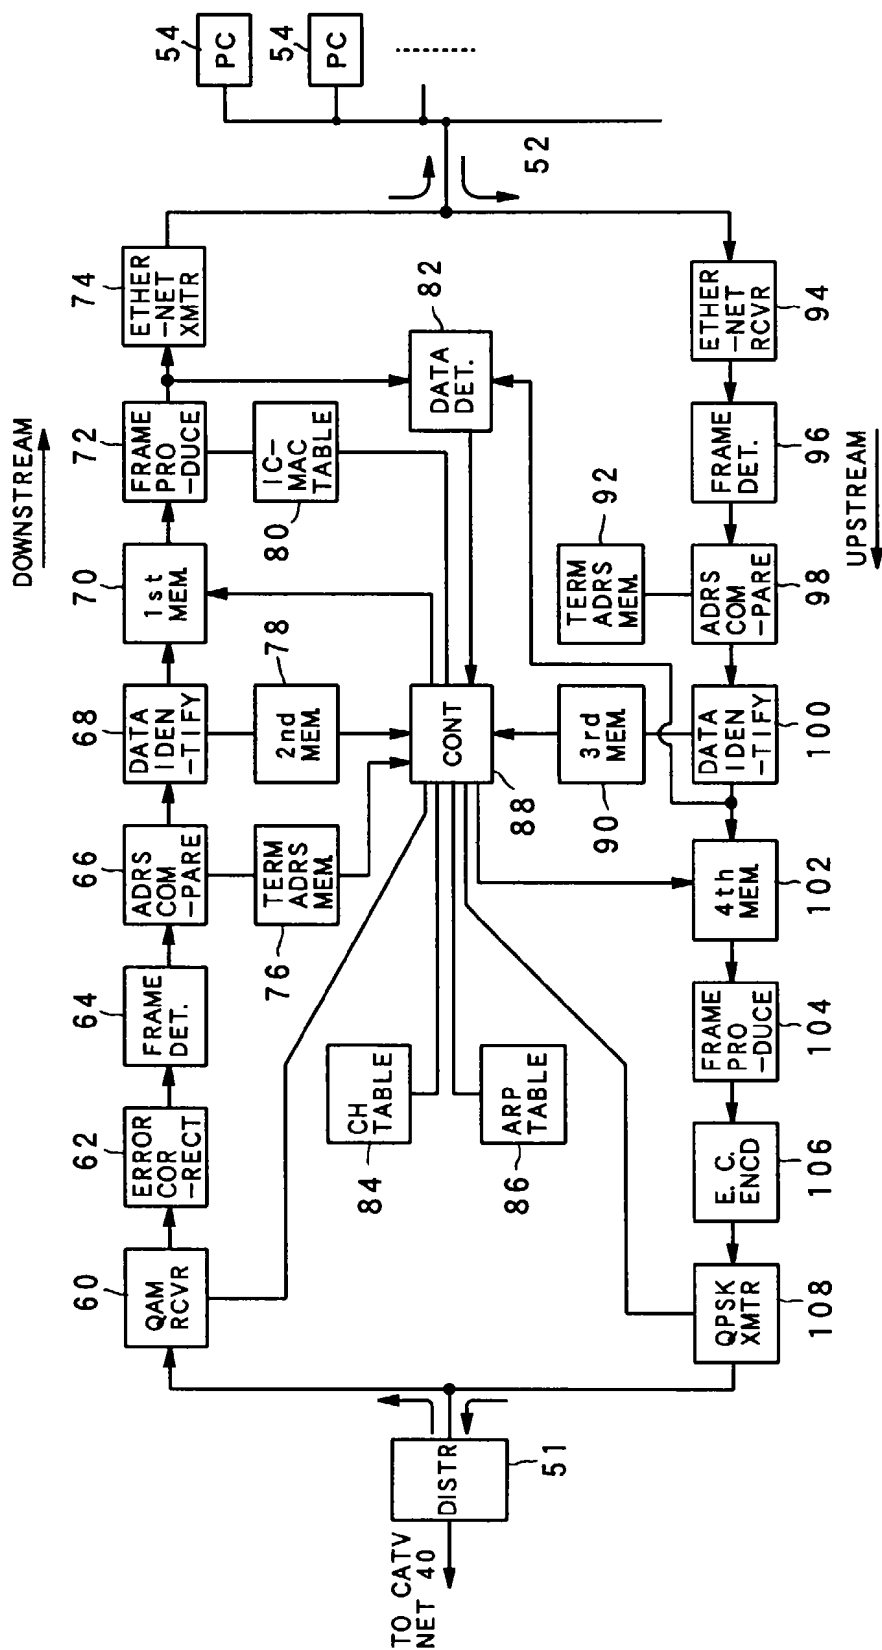 DOWNSTREAM
60
QAM
RCVR
62
ERROR
COR
-RECT
64
FRAME
DET.
66
ADRS
COM
-PARE
68
DATA
IDEN
-TIFY
70
1st
MEM.
72
FRAME
PRO
-DUCE
74
ETHER
-NET
XMTR
54
PC
54
PC
76
TERM
ADRS
MEM.
2nd
MEM.
78
80
IC-
MAC
TABLE
82
DATA
DET.
52
CH
TABLE
84
ARP
TABLE
86
CONT
88
3rd
MEM.
90
TERM
ADRS
MEM.
92
TO CATV
NET 40
DISTR
51
QPSK
XMTR
108
E.C.
ENCD
106
FRAME
PRO
-DUCE
104
4th
MEM.
102
DATA
IDEN
-TIFY
100
ADRS
COM
-PARE
98
FRAME
DET.
96
ETHER
-NET
RCVR
94
UPSTREAM